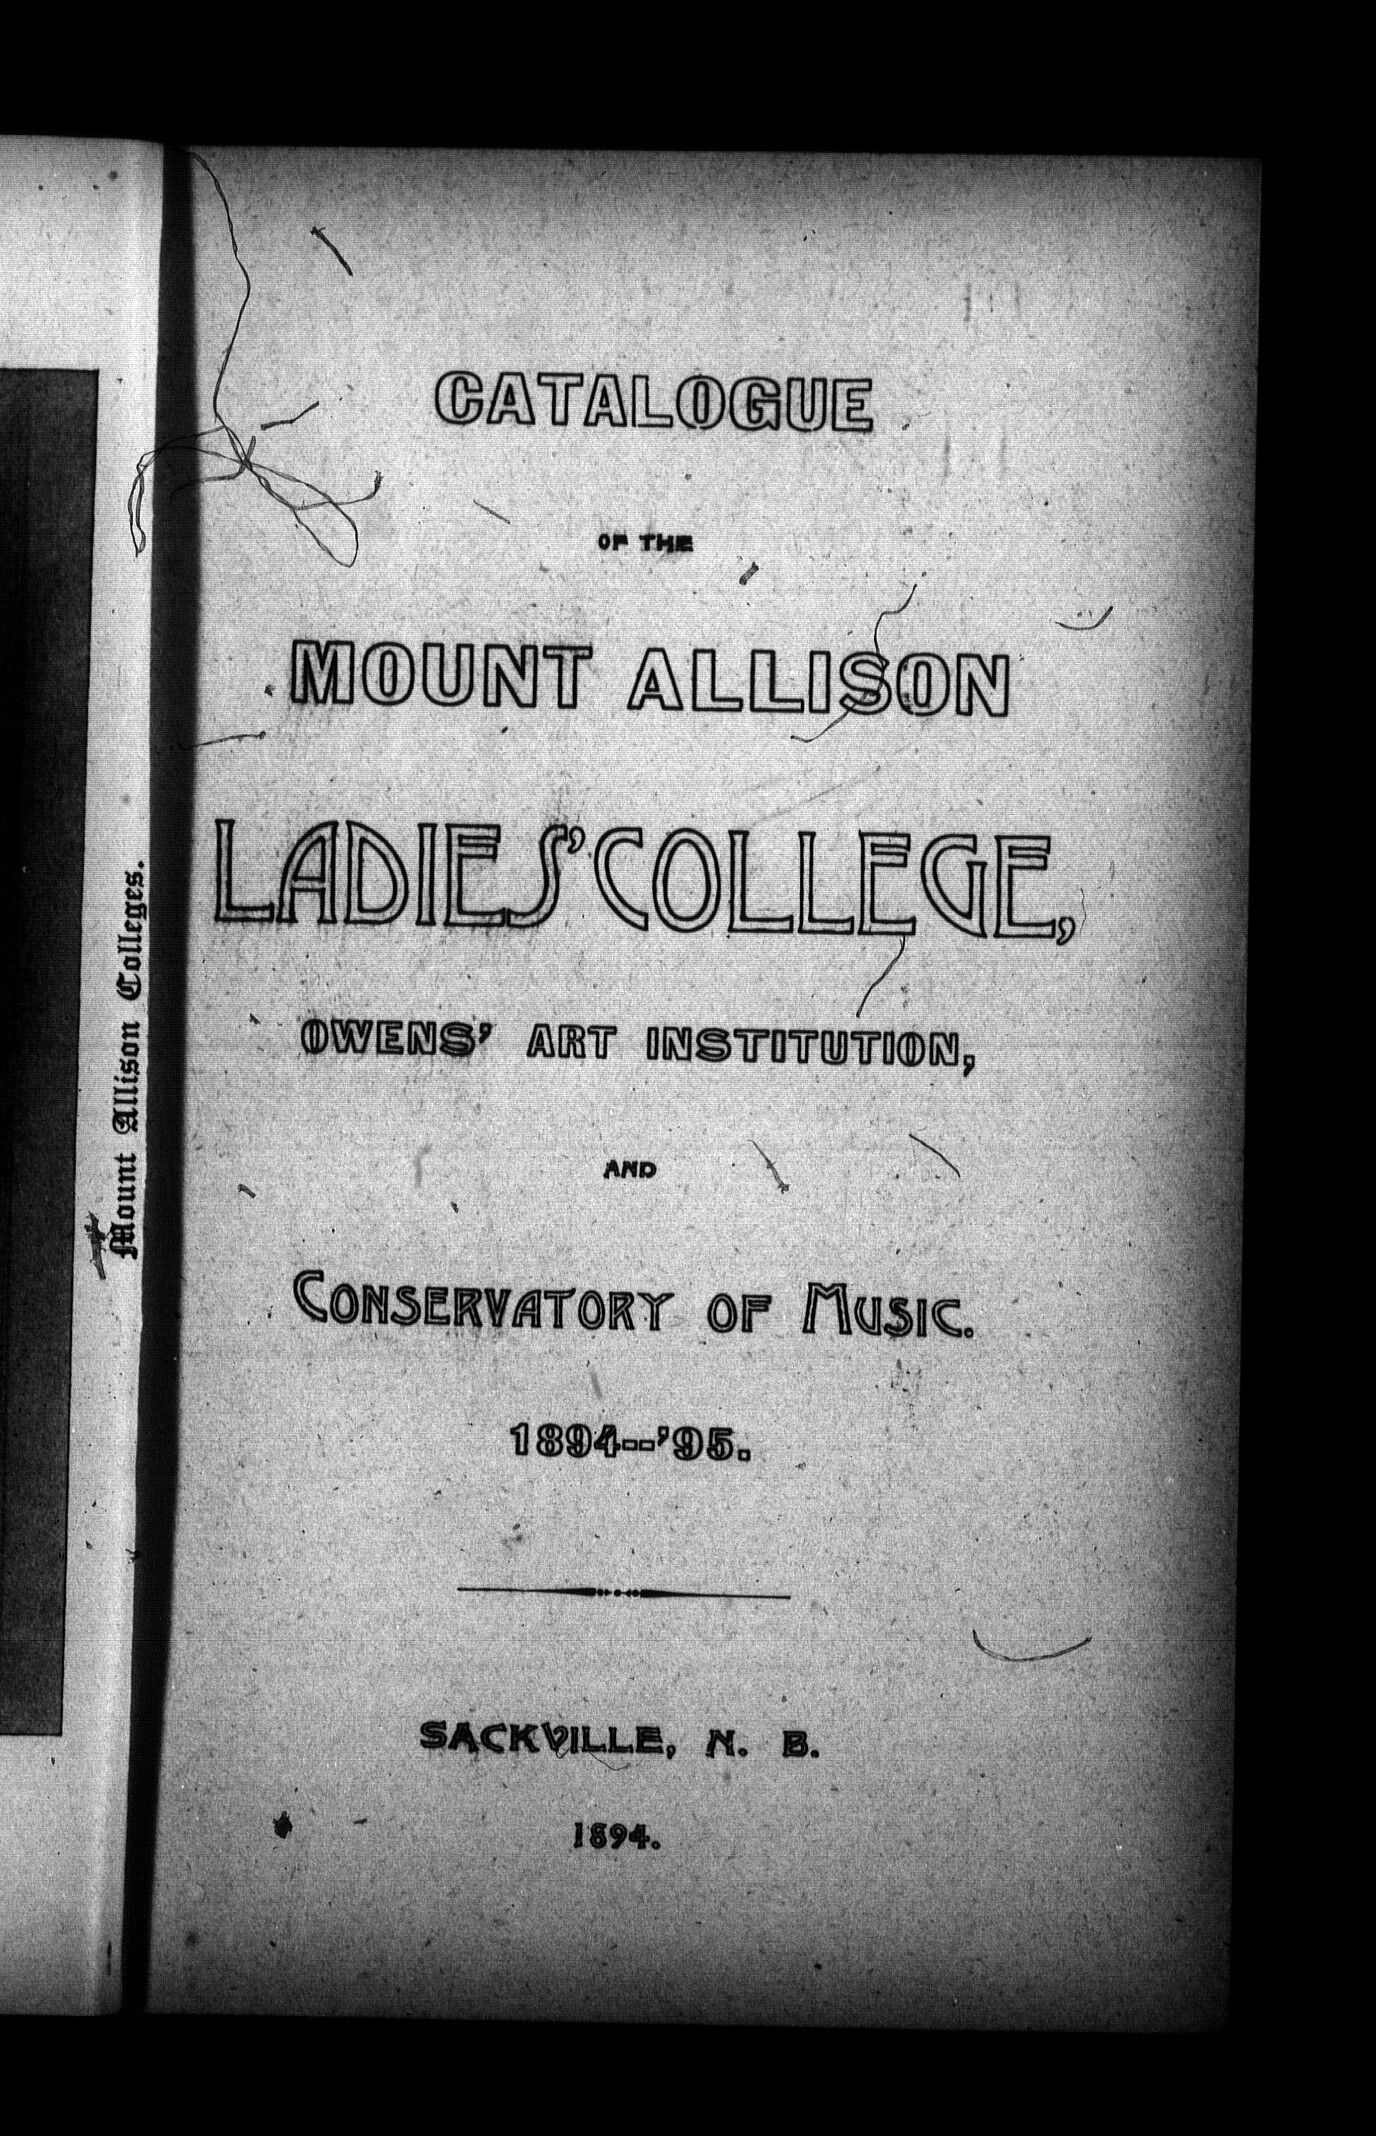 Mount Allison Colleges.
CATALOGUE
OF THE
MOUNT ALLISON
LADIES' COLLEGE,
OWENS' ART INSTITUTION,
AND
CONSERVATORY OF MUSIC.
1894--'95.
SACKVILLE, N. B.
1894.